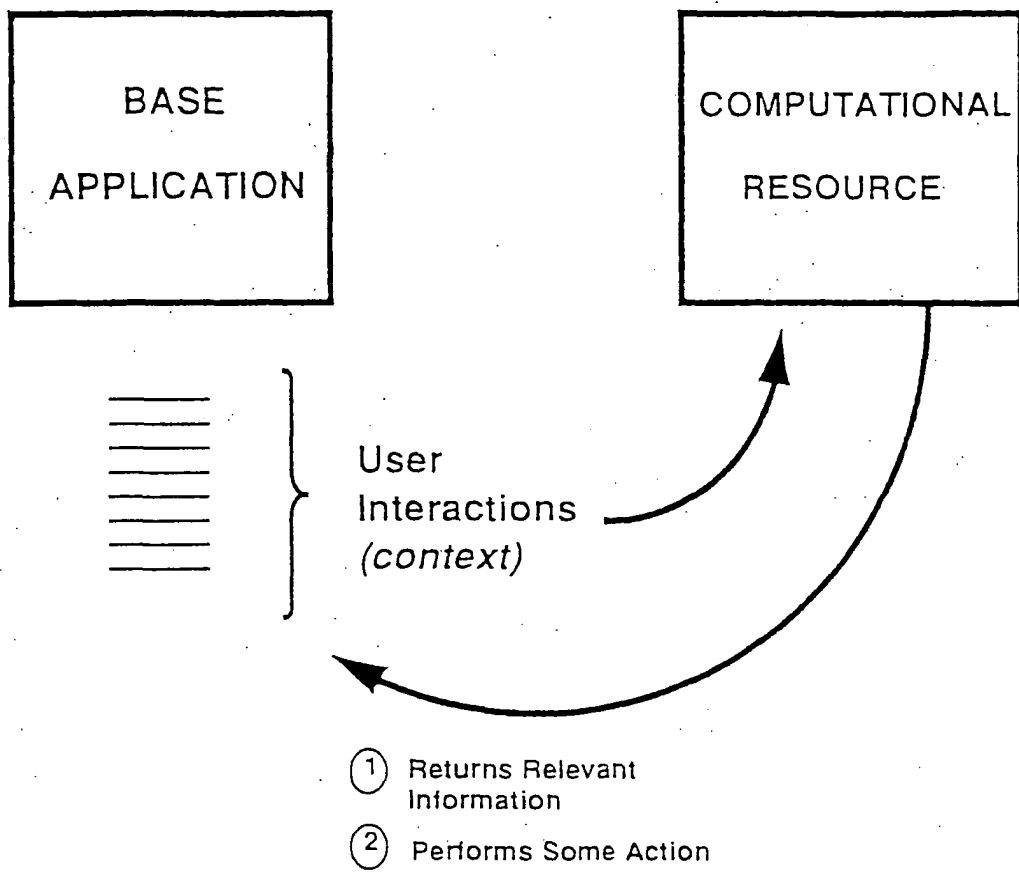 BASE
APPLICATION
COMPUTATIONAL
RESOURCE
User
Interactions
(context)
1 Returns Relevant
Information
2 Performs Some Action